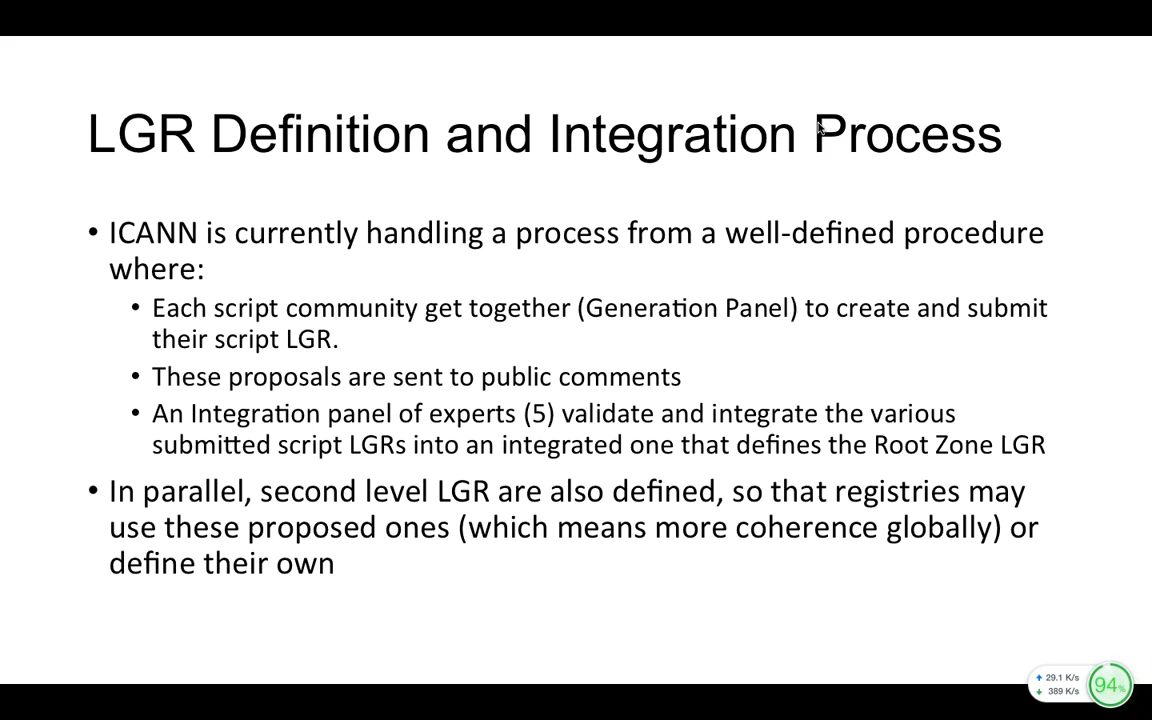 LGR Definition and Integration Process
• ICANN is currently handling a process from a well-defined procedure
where:
• Each script community get together (Generation Panel) to create and submit
their script LGR.
• These proposals are sent to public comments
• An Integration panel of experts (5) validate and integrate the various
submitted script LGRs into an integrated one that defines the Root Zone LGR
• In parallel, second level LGR are also defined, so that registries may
use these proposed ones (which means more coherence globally) or
define their own
↑ 29.1 K/s
↓ 389 K/s
94%